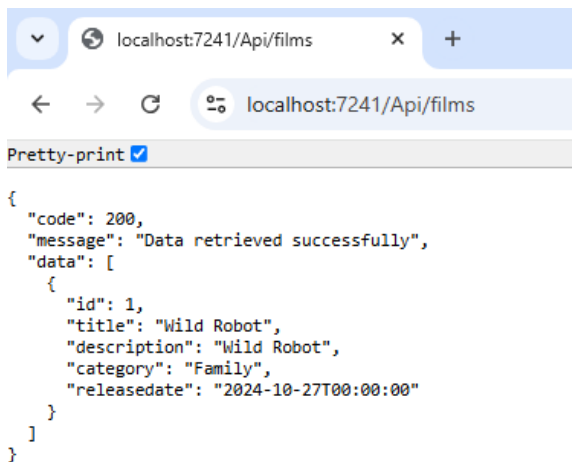 localhost:7241/Api/films
localhost:7241/Api/films
Pretty-print
{
  "code": 200,
  "message": "Data retrieved successfully",
  "data": [
    {
      "id": 1,
      "title": "Wild Robot",
      "description": "Wild Robot",
      "category": "Family",
      "releasedate": "2024-10-27T00:00:00"
    }
  ]
}